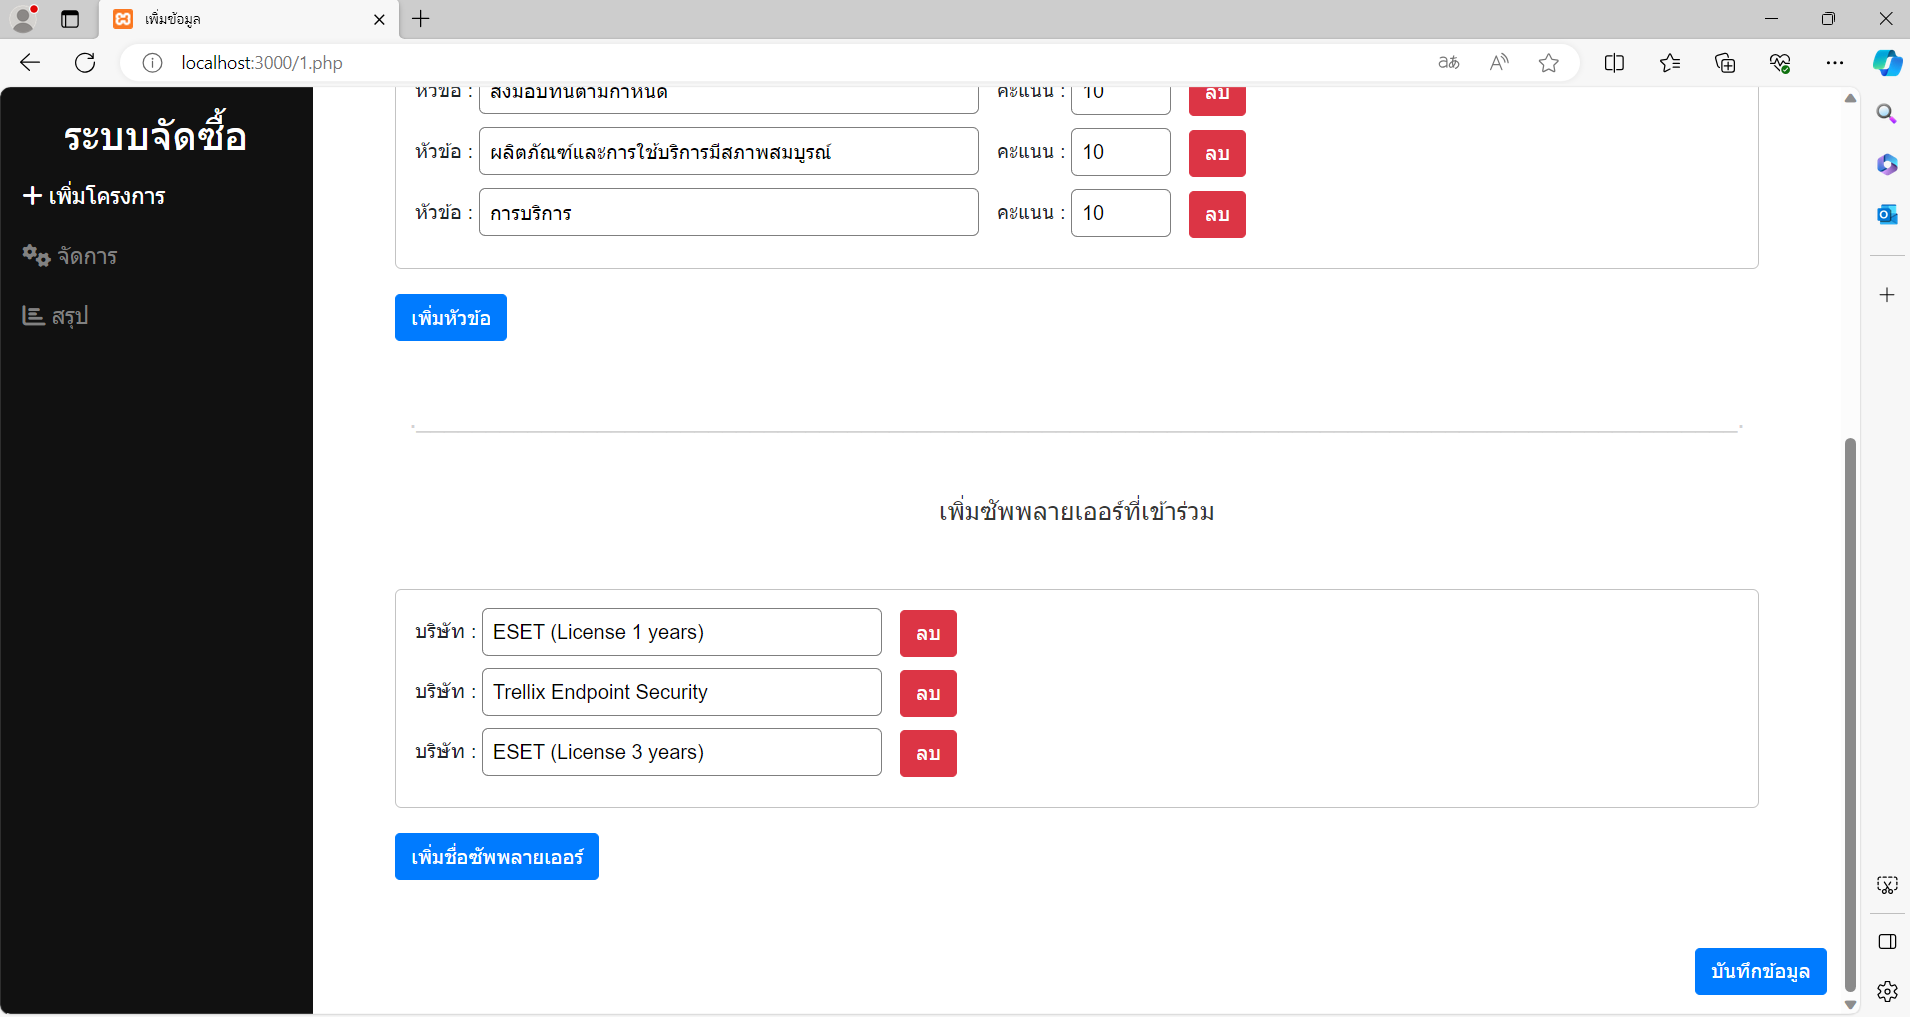 เพิ่มข้อมูล
localhost:3000/1.php
ระบบจัดซื้อ
เพิ่มโครงการ
จัดการ
สรุป
หัวข้อ : ส่งมอบทันตามกำหนด คะแนน : 10 ลบ
หัวข้อ : ผลิตภัณฑ์และการใช้บริการมีสภาพสมบูรณ์ คะแนน : 10 ลบ
หัวข้อ : การบริการ คะแนน : 10 ลบ
เพิ่มหัวข้อ
เพิ่มซัพพลายเออร์ที่เข้าร่วม
บริษัท : ESET (License 1 years) ลบ
บริษัท : Trellix Endpoint Security ลบ
บริษัท : ESET (License 3 years) ลบ
เพิ่มชื่อซัพพลายเออร์
บันทึกข้อมูล